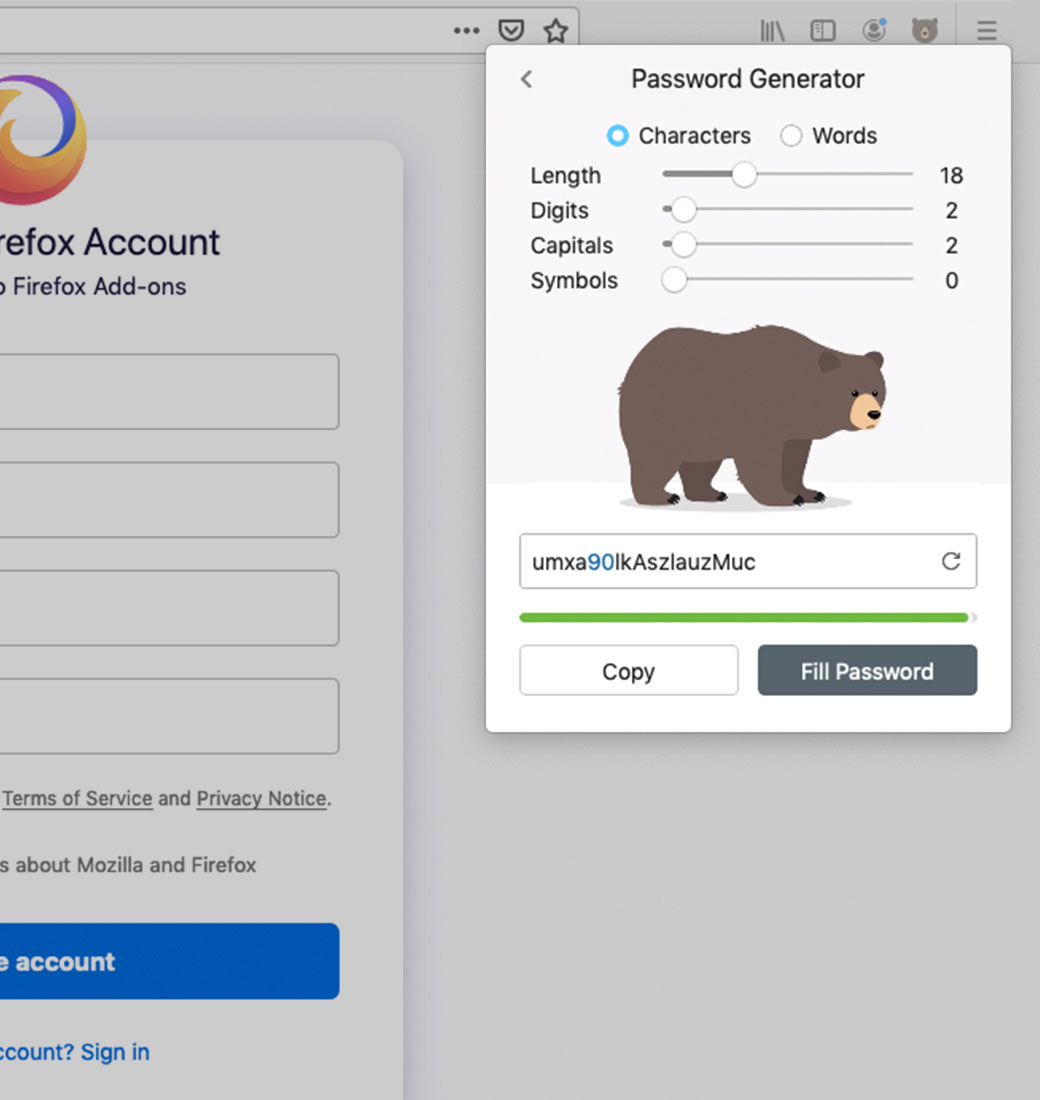 Password Generator
Characters Words
Length 18
Digits 2
Capitals 2
Symbols 0
umxa90lkAszlauzMuc
Copy Fill Password
refox Account
o Firefox Add-ons
Terms of Service and Privacy Notice.
s about Mozilla and Firefox
e account
ccount? Sign in